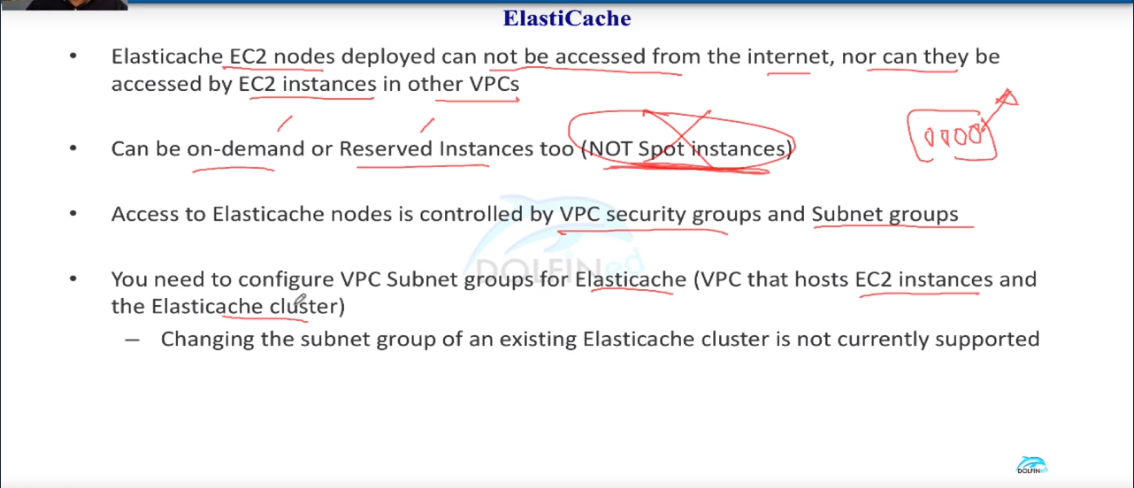 ElastiCache
• Elasticache EC2 nodes deployed can not be accessed from the internet, nor can they be
accessed by EC2 instances in other VPCs
• Can be on-demand or Reserved Instances too (NOT Spot instances)
• Access to Elasticache nodes is controlled by VPC security groups and Subnet groups
DOLFINed
• You need to configure VPC Subnet groups for Elasticache (VPC that hosts EC2 instances and
the Elasticache cluster)
– Changing the subnet group of an existing Elasticache cluster is not currently supported
DOLFINed